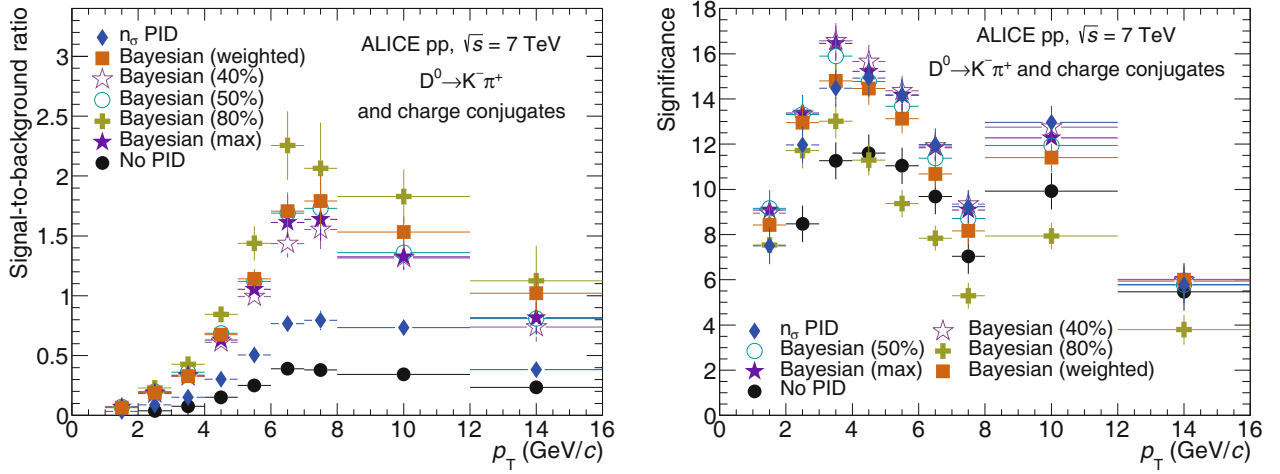 Signal-to-background ratio
3
2.5
2
1.5
1
0.5
0
n_σ PID
Bayesian (weighted)
Bayesian (40%)
Bayesian (50%)
Bayesian (80%)
Bayesian (max)
No PID
ALICE pp, √s = 7 TeV
D⁰→K⁻π⁺
and charge conjugates
0 2 4 6 8 10 12 14 16
p_T (GeV/c)
Significance
18
16
14
12
10
8
6
4
2
0
ALICE pp, √s = 7 TeV
D⁰→K⁻π⁺ and charge conjugates
n_σ PID
Bayesian (40%)
Bayesian (50%)
Bayesian (80%)
Bayesian (max)
Bayesian (weighted)
No PID
0 2 4 6 8 10 12 14 16
p_T (GeV/c)